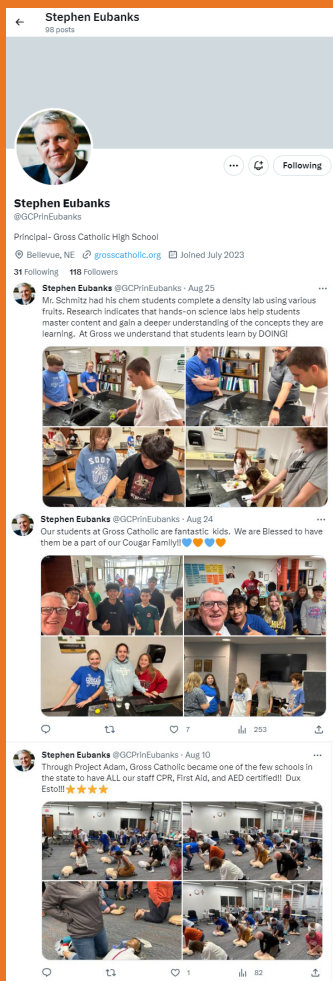 Stephen Eubanks
98 posts
Following
Stephen Eubanks
@GCPrinEubanks
Principal- Gross Catholic High School
Bellevue, NE grosscatholic.org Joined July 2023
31 Following 118 Followers
Stephen Eubanks @GCPrinEubanks · Aug 25
Mr. Schmitz had his chem students complete a density lab using various
fruits. Research indicates that hands-on science labs help students
master content and gain a deeper understanding of the concepts they are
learning. At Gross we understand that students learn by DOING!
Stephen Eubanks @GCPrinEubanks · Aug 24
Our students at Gross Catholic are fantastic kids. We are Blessed to have
them be a part of our Cougar Family!!💙🧡💙🧡
7 253
Stephen Eubanks @GCPrinEubanks · Aug 10
Through Project Adam, Gross Catholic became one of the few schools in
the state to have ALL our staff CPR, First Aid, and AED certified!! Dux
Esto!!!⭐⭐⭐⭐
1 82